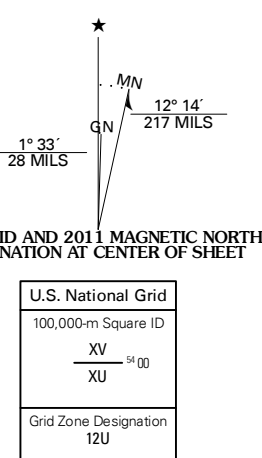 ★
MN
GN
12° 14´
217 MILS
1° 33´
28 MILS
ID AND 2011 MAGNETIC NORTH
NATION AT CENTER OF SHEET
U.S. National Grid
100,000-m Square ID
XV
54 00
XU
Grid Zone Designation
12U